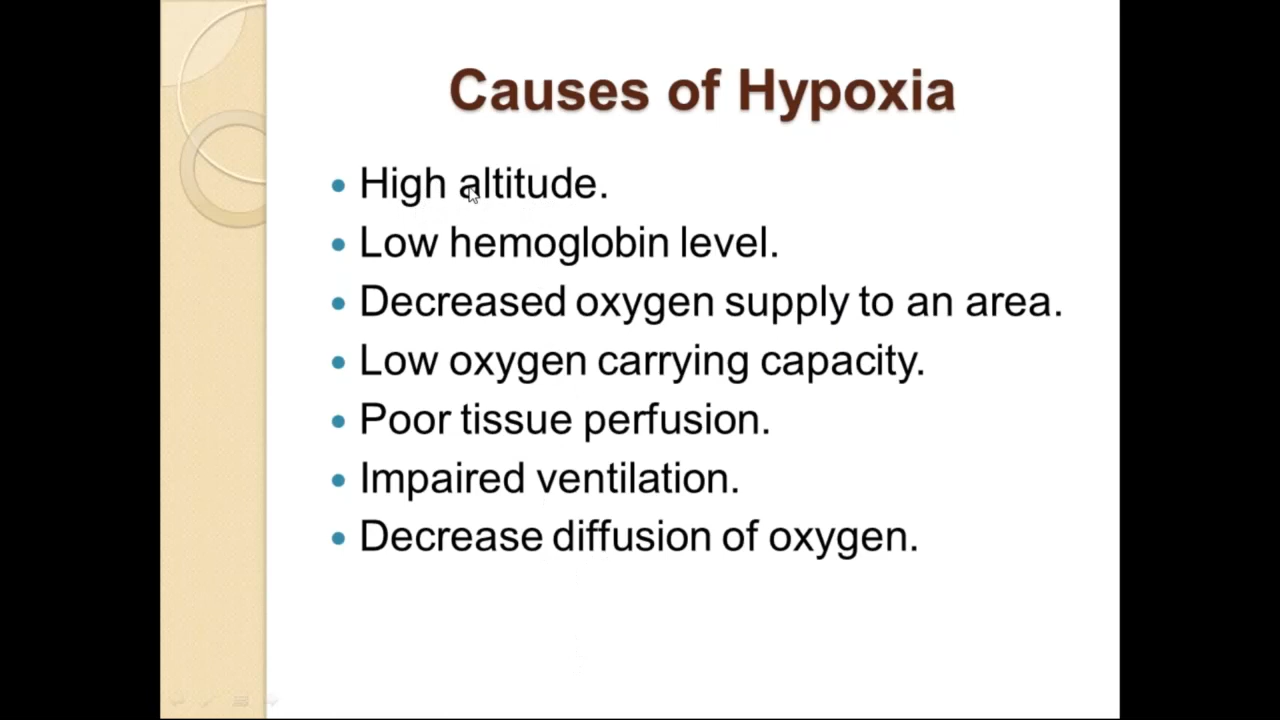 Causes of Hypoxia
• High altitude.
• Low hemoglobin level.
• Decreased oxygen supply to an area.
• Low oxygen carrying capacity.
• Poor tissue perfusion.
• Impaired ventilation.
• Decrease diffusion of oxygen.